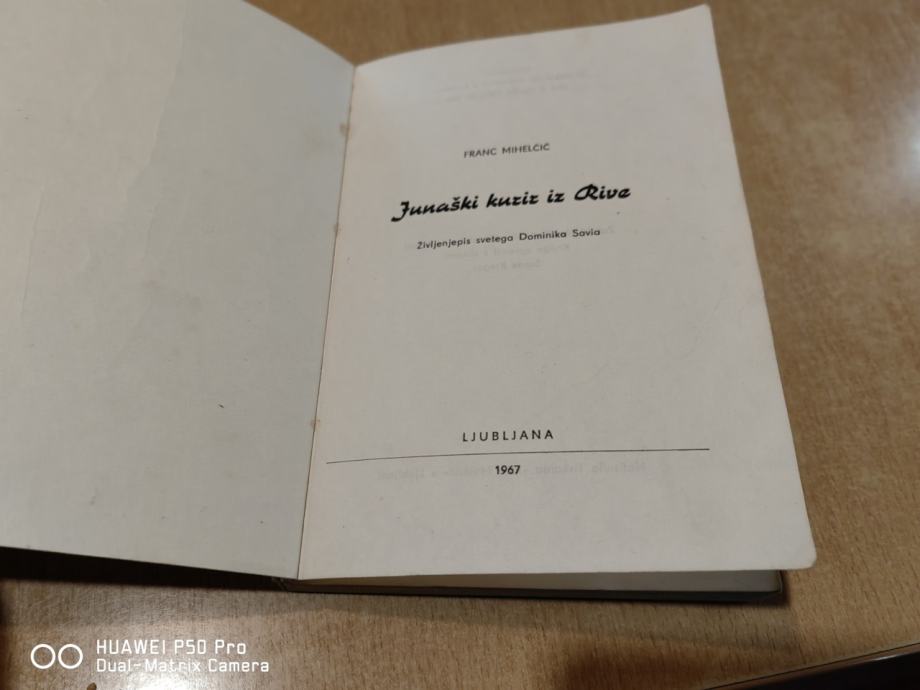 FRANC MIHELČIČ
Junaški kurir iz Rive
Življenjepis svetega Dominika Savia
LJUBLJANA
1967
HUAWEI P50 Pro
Dual-Matrix Camera